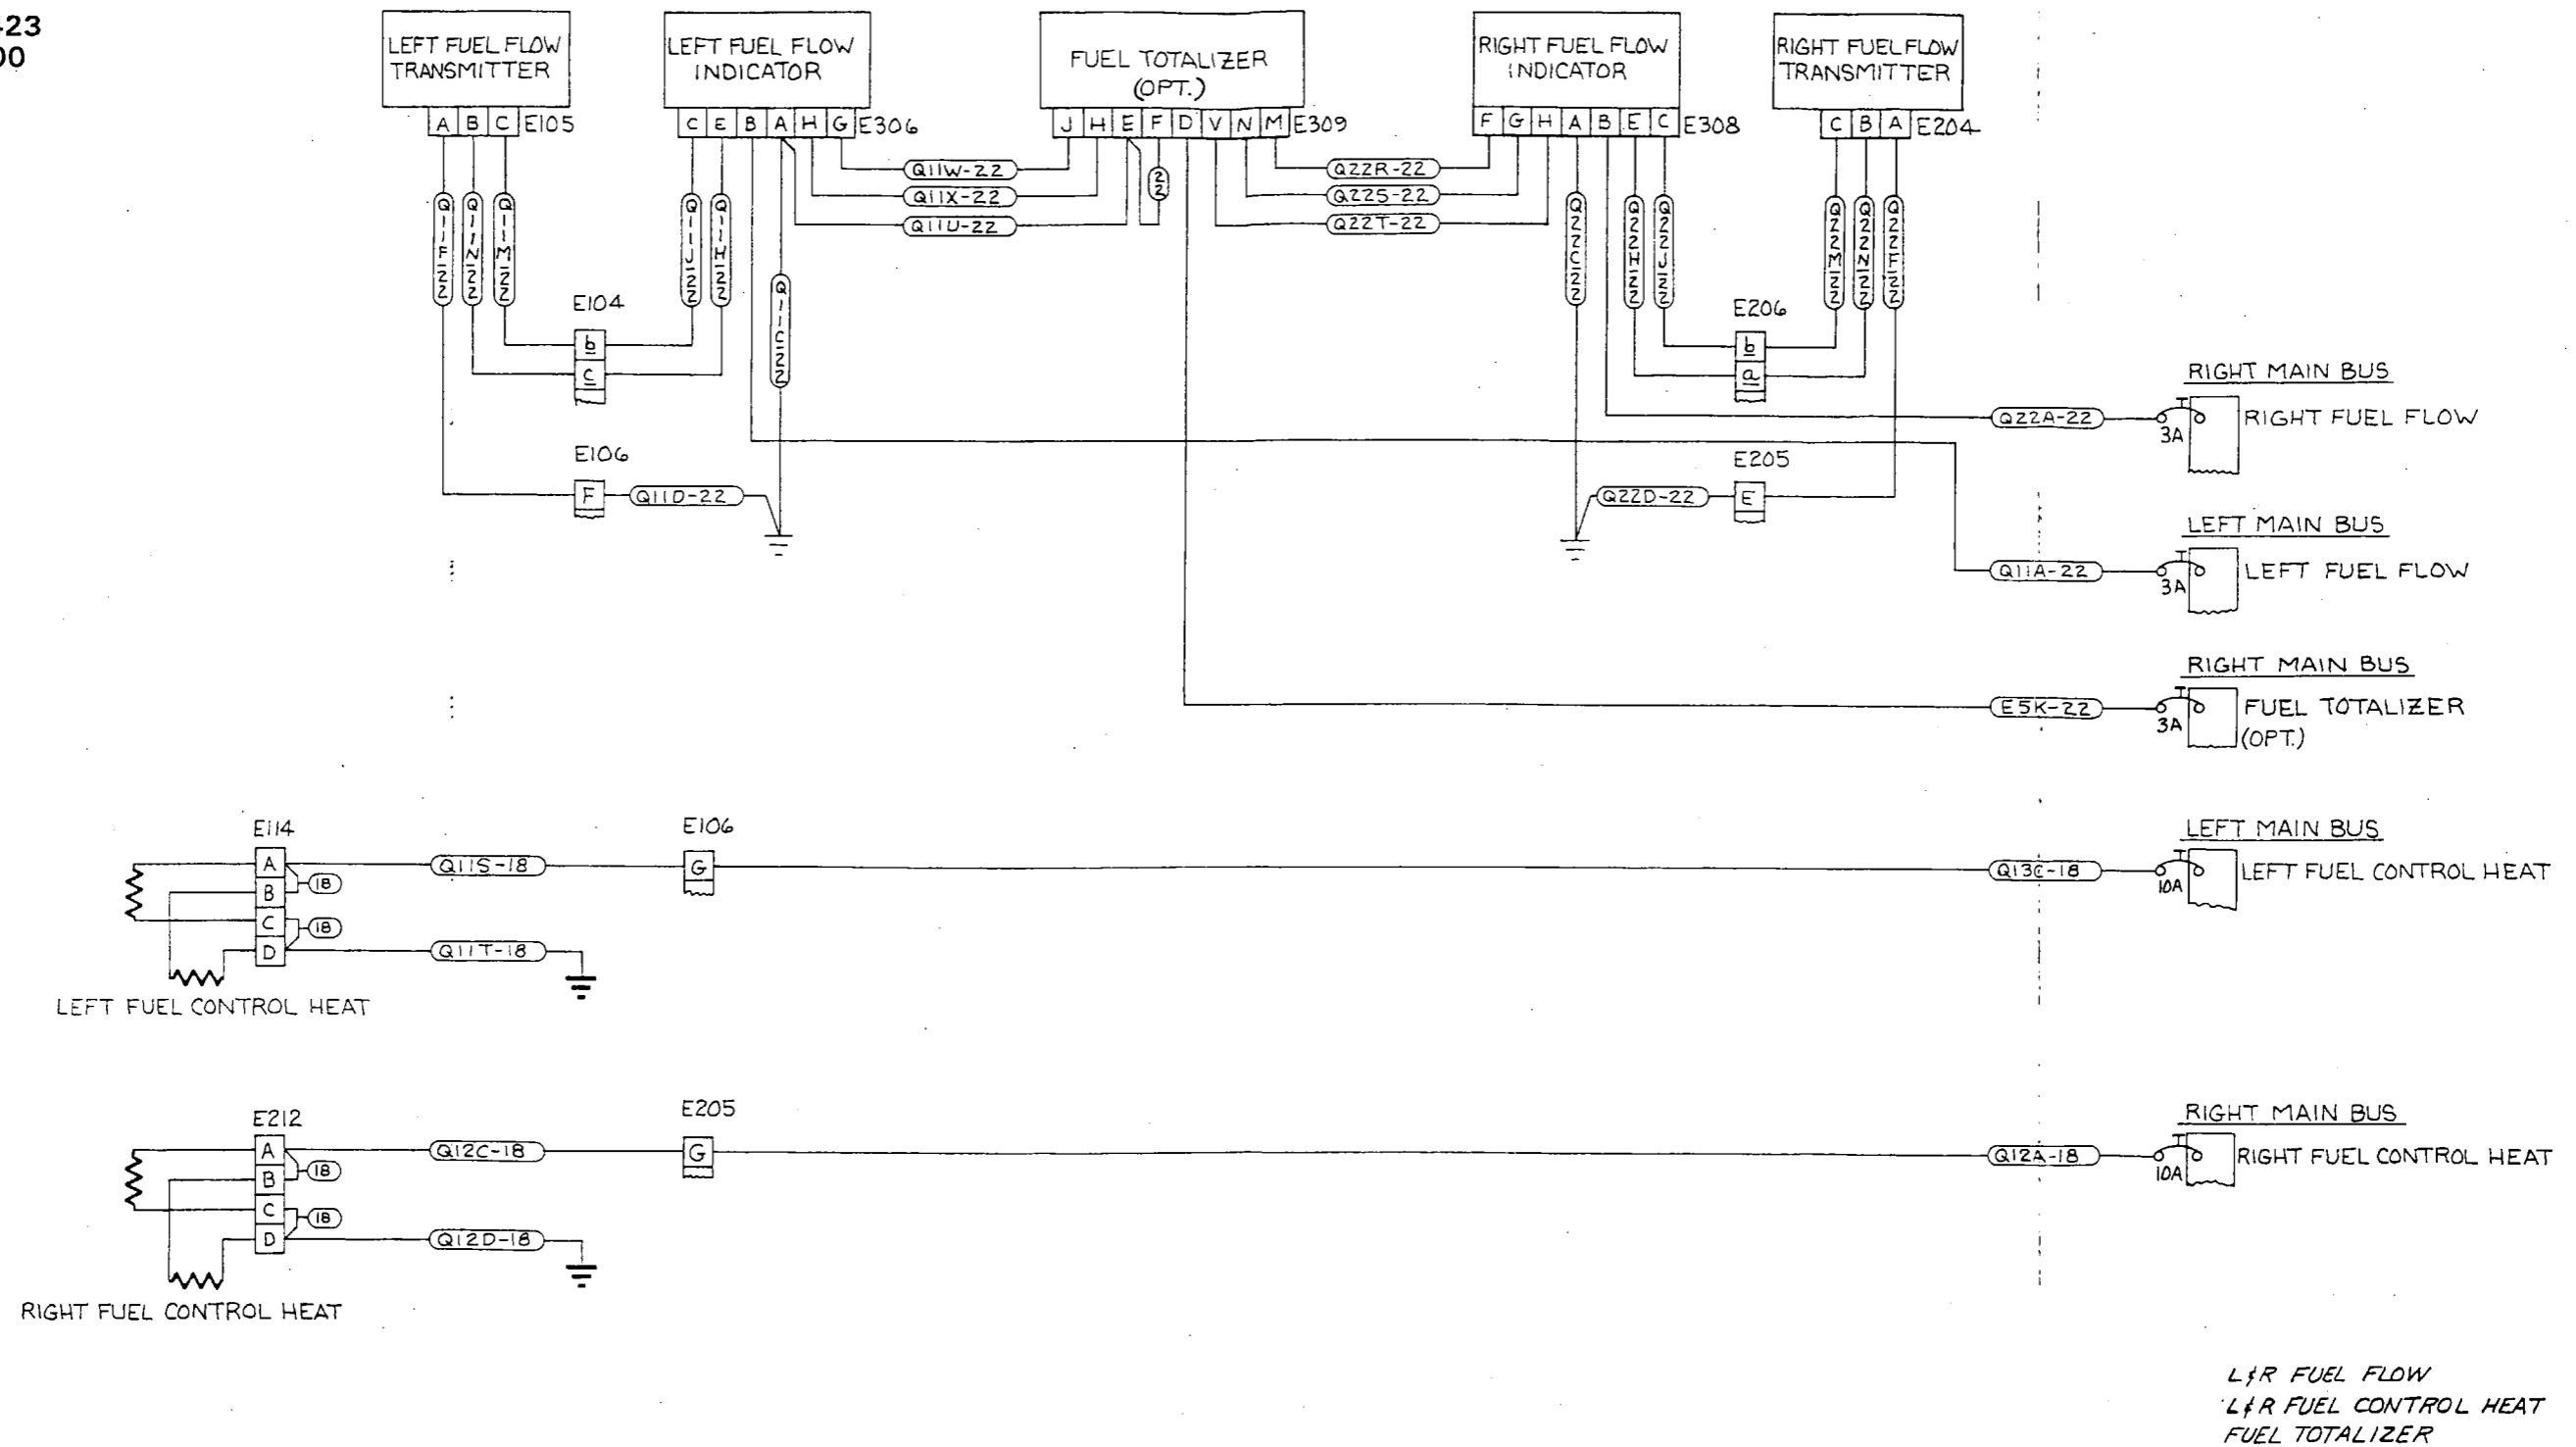 423
00
LEFT FUEL FLOW
TRANSMITTER
A B C E105
LEFT FUEL FLOW
INDICATOR
C E B A H G E306
FUEL TOTALIZER
(OPT.)
J H E F D V N M E309
RIGHT FUEL FLOW
INDICATOR
F G H A B E C E308
RIGHT FUEL FLOW
TRANSMITTER
C B A E204
Q11W-22
Q11X-22
Q11U-22
22
Q22R-22
Q22S-22
Q22T-22
Q11F-22
Q11N-22
Q11M-22
Q11J-22
Q11H-22
Q11C-22
Q22C-22
Q22H-22
Q22J-22
Q22M-22
Q22N-22
Q22F-22
E104
b
c
E206
b
a
E106
F
Q11D-22
E205
Q22D-22
E
RIGHT MAIN BUS
Q22A-22
3A
RIGHT FUEL FLOW
LEFT MAIN BUS
Q11A-22
3A
LEFT FUEL FLOW
RIGHT MAIN BUS
E5K-22
3A
FUEL TOTALIZER
(OPT.)
E114
A
B
C
D
18
18
Q11S-18
Q11T-18
E106
G
LEFT MAIN BUS
Q13C-18
10A
LEFT FUEL CONTROL HEAT
LEFT FUEL CONTROL HEAT
E212
A
B
C
D
18
18
Q12C-18
Q12D-18
E205
G
RIGHT MAIN BUS
Q12A-18
10A
RIGHT FUEL CONTROL HEAT
RIGHT FUEL CONTROL HEAT
L&R FUEL FLOW
L&R FUEL CONTROL HEAT
FUEL TOTALIZER